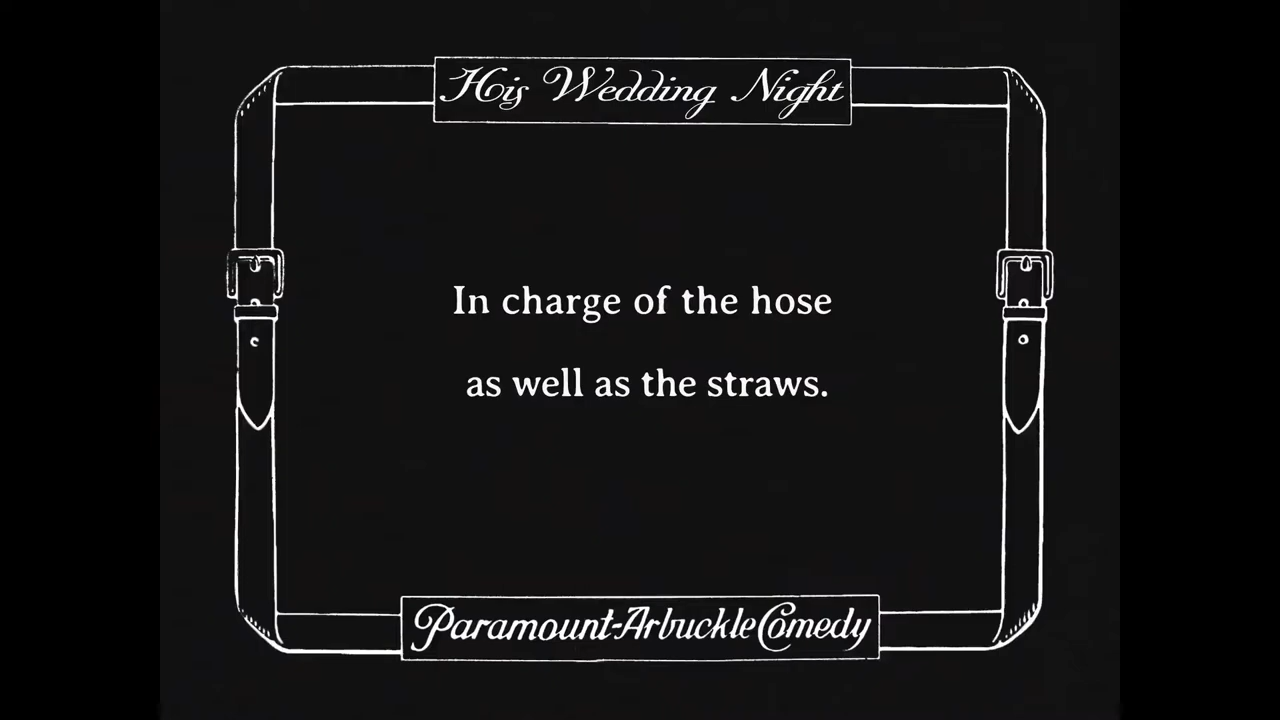 His Wedding Night
In charge of the hose
as well as the straws.
Paramount-Arbuckle Comedy